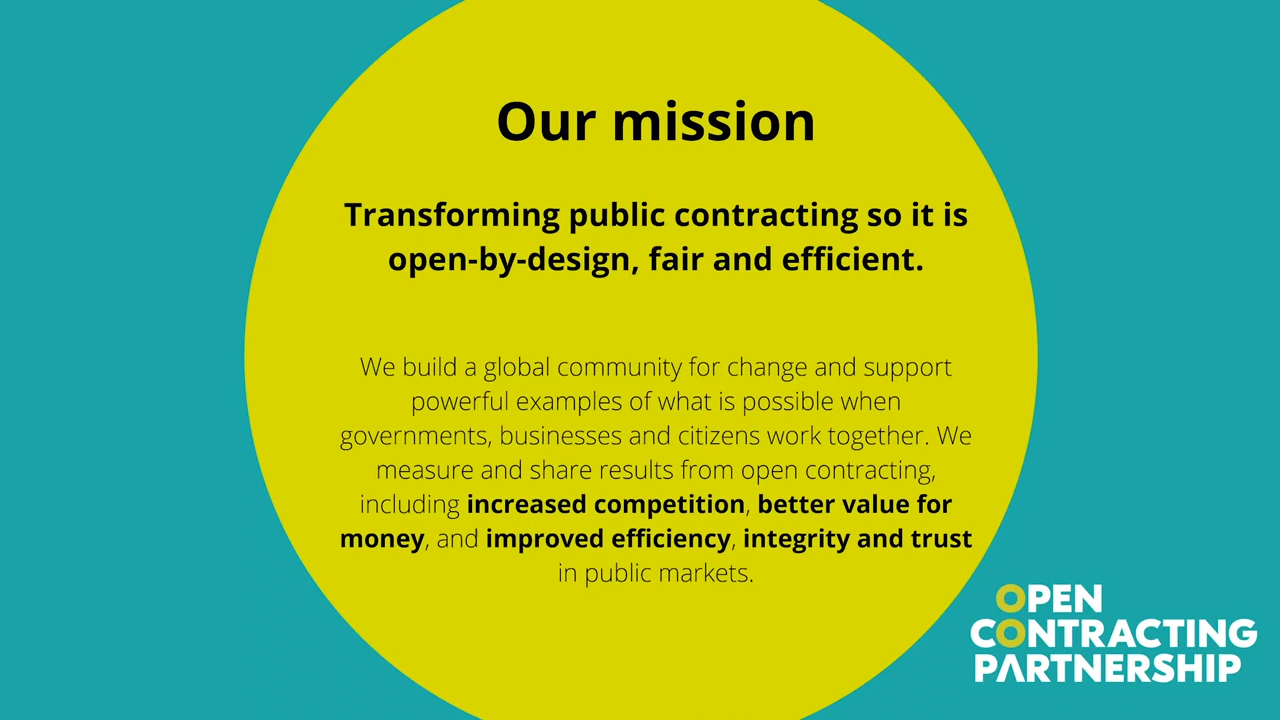 Our mission
Transforming public contracting so it is
open-by-design, fair and efficient.
We build a global community for change and support
powerful examples of what is possible when
governments, businesses and citizens work together. We
measure and share results from open contracting,
including increased competition, better value for
money, and improved efficiency, integrity and trust
in public markets.
OPEN
CONTRACTING
PARTNERSHIP